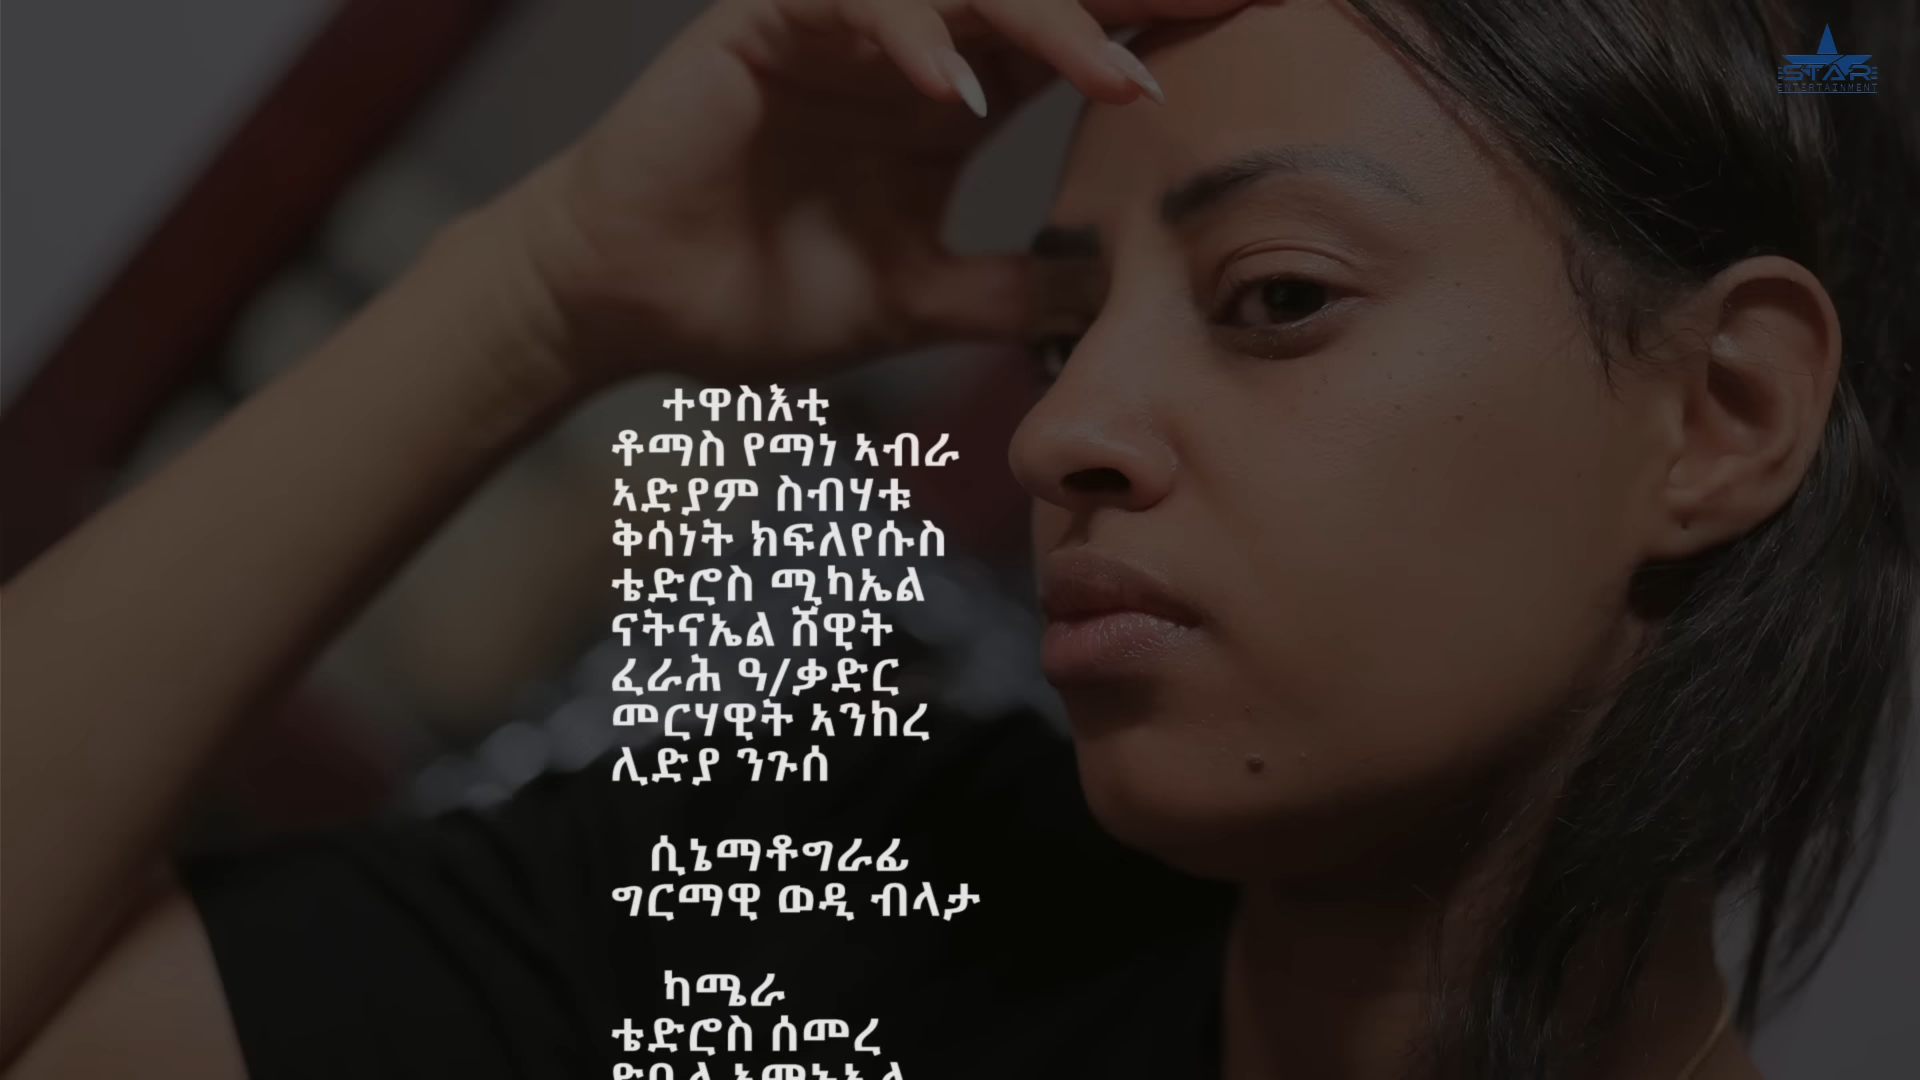 STAR
ENTERTAINMENT
ተዋስእቲ
ቶማስ የማነ ኣብራ
ኣድያም ስብሃቱ
ቅሳነት ክፍለየሱስ
ቴድሮስ ሚካኤል
ናትናኤል ሸዊት
ፈራሕ ዓ/ቃድር
መርሃዊት ኣንከረ
ሊድያ ንጉሰ
ሲኔማቶግራፊ
ግርማዊ ወዲ ብላታ
ካሜራ
ቴድሮስ ሰመረ